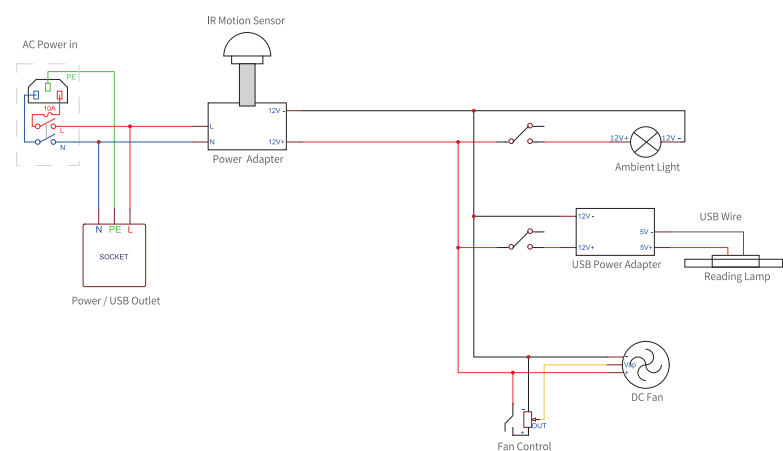 IR Motion Sensor
AC Power in
PE
10A
L
N
12V -
L
N
12V+
Power Adapter
12V+
12V -
Ambient Light
N PE L
SOCKET
Power / USB Outlet
12V -
12V+
5V -
5V+
USB Wire
USB Power Adapter
Reading Lamp
-
Vsp
+
DC Fan
-
OUT
+
Fan Control